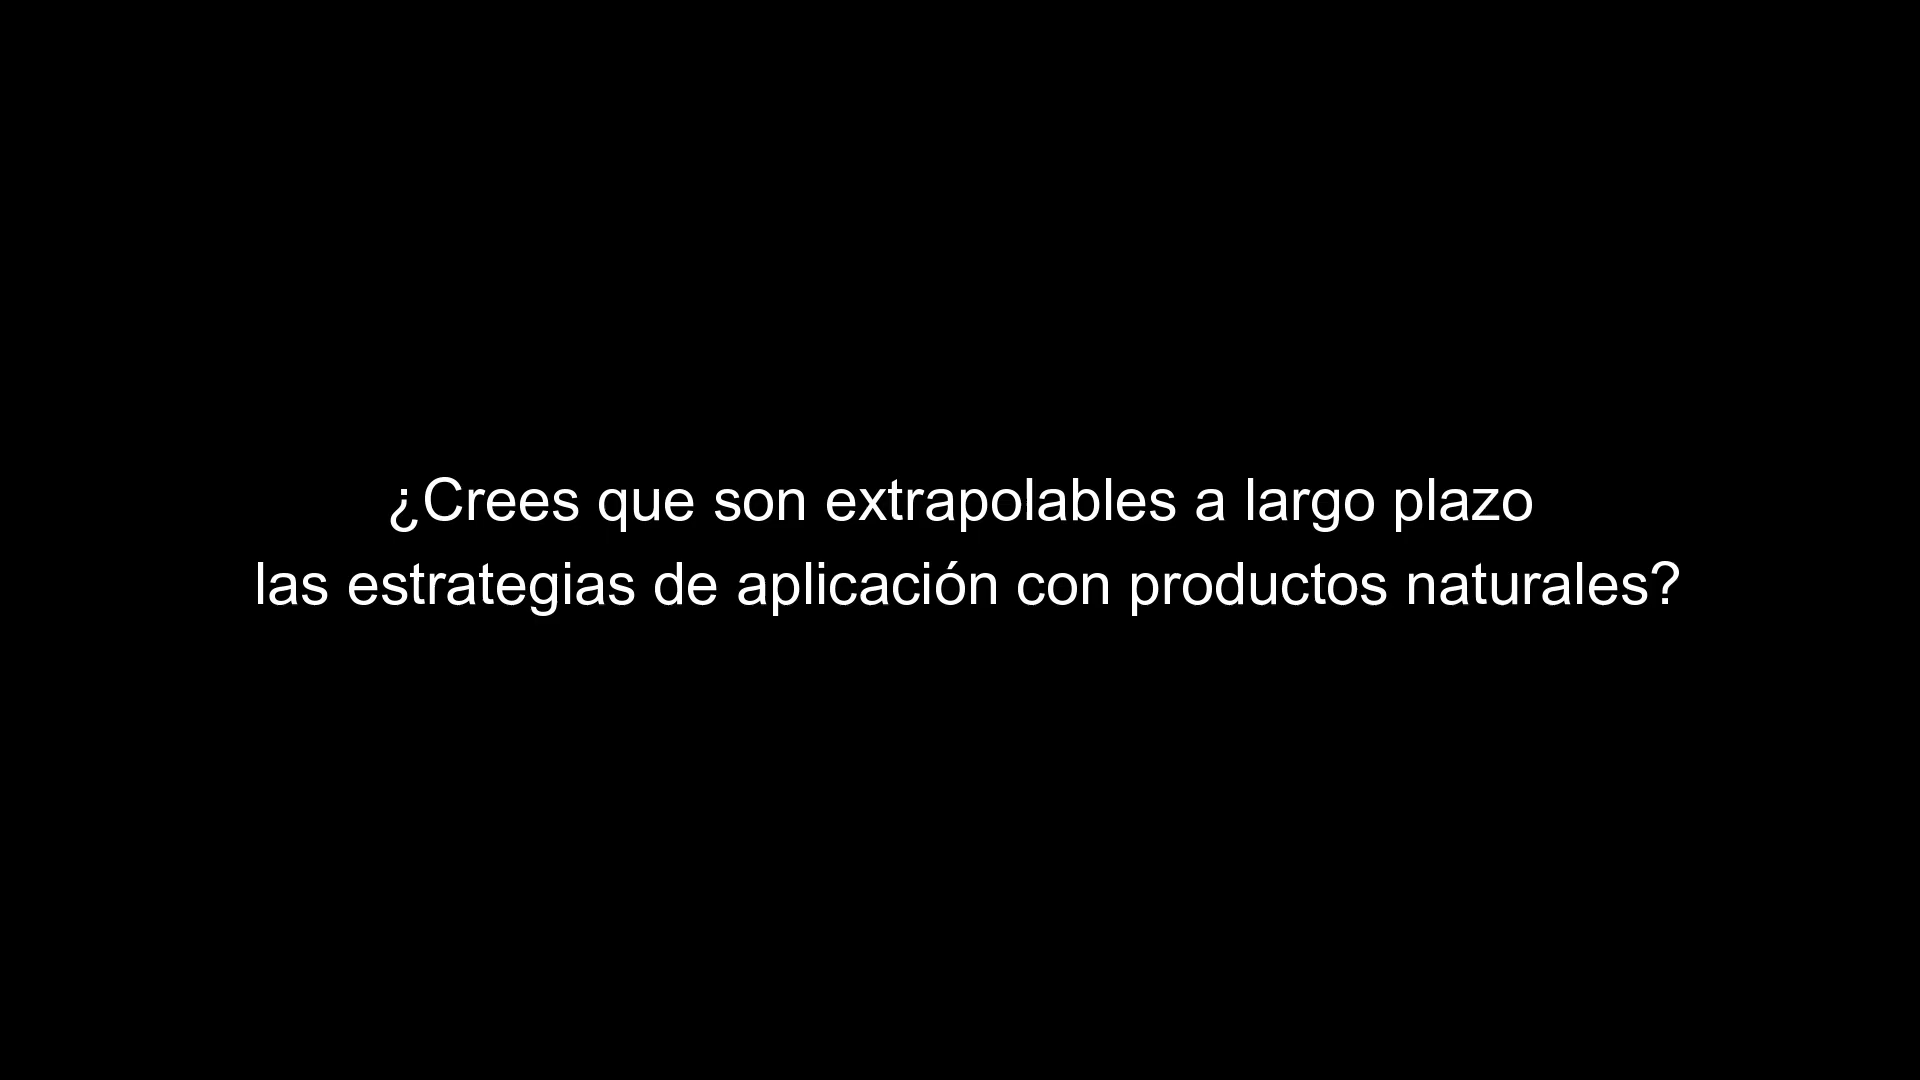 ¿Crees que son extrapolables a largo plazo
las estrategias de aplicación con productos naturales?